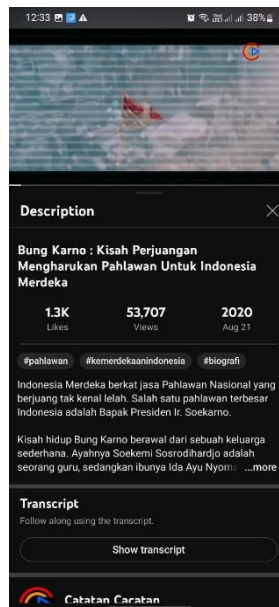 12:33
38%
Description
Bung Karno : Kisah Perjuangan
Mengharukan Pahlawan Untuk Indonesia
Merdeka
1.3K 53,707 2020
Likes Views Aug 21
#pahlawan #kemerdekaanindonesia #biografi
Indonesia Merdeka berkat jasa Pahlawan Nasional yang
berjuang tak kenal lelah. Salah satu pahlawan terbesar
Indonesia adalah Bapak Presiden Ir. Soekarno.
Kisah hidup Bung Karno berawal dari sebuah keluarga
sederhana. Ayahnya Soekemi Sosrodihardjo adalah
seorang guru, sedangkan ibunya Ida Ayu Nyoma ...more
Transcript
Follow along using the transcript.
Show transcript
Catatan Cacatan